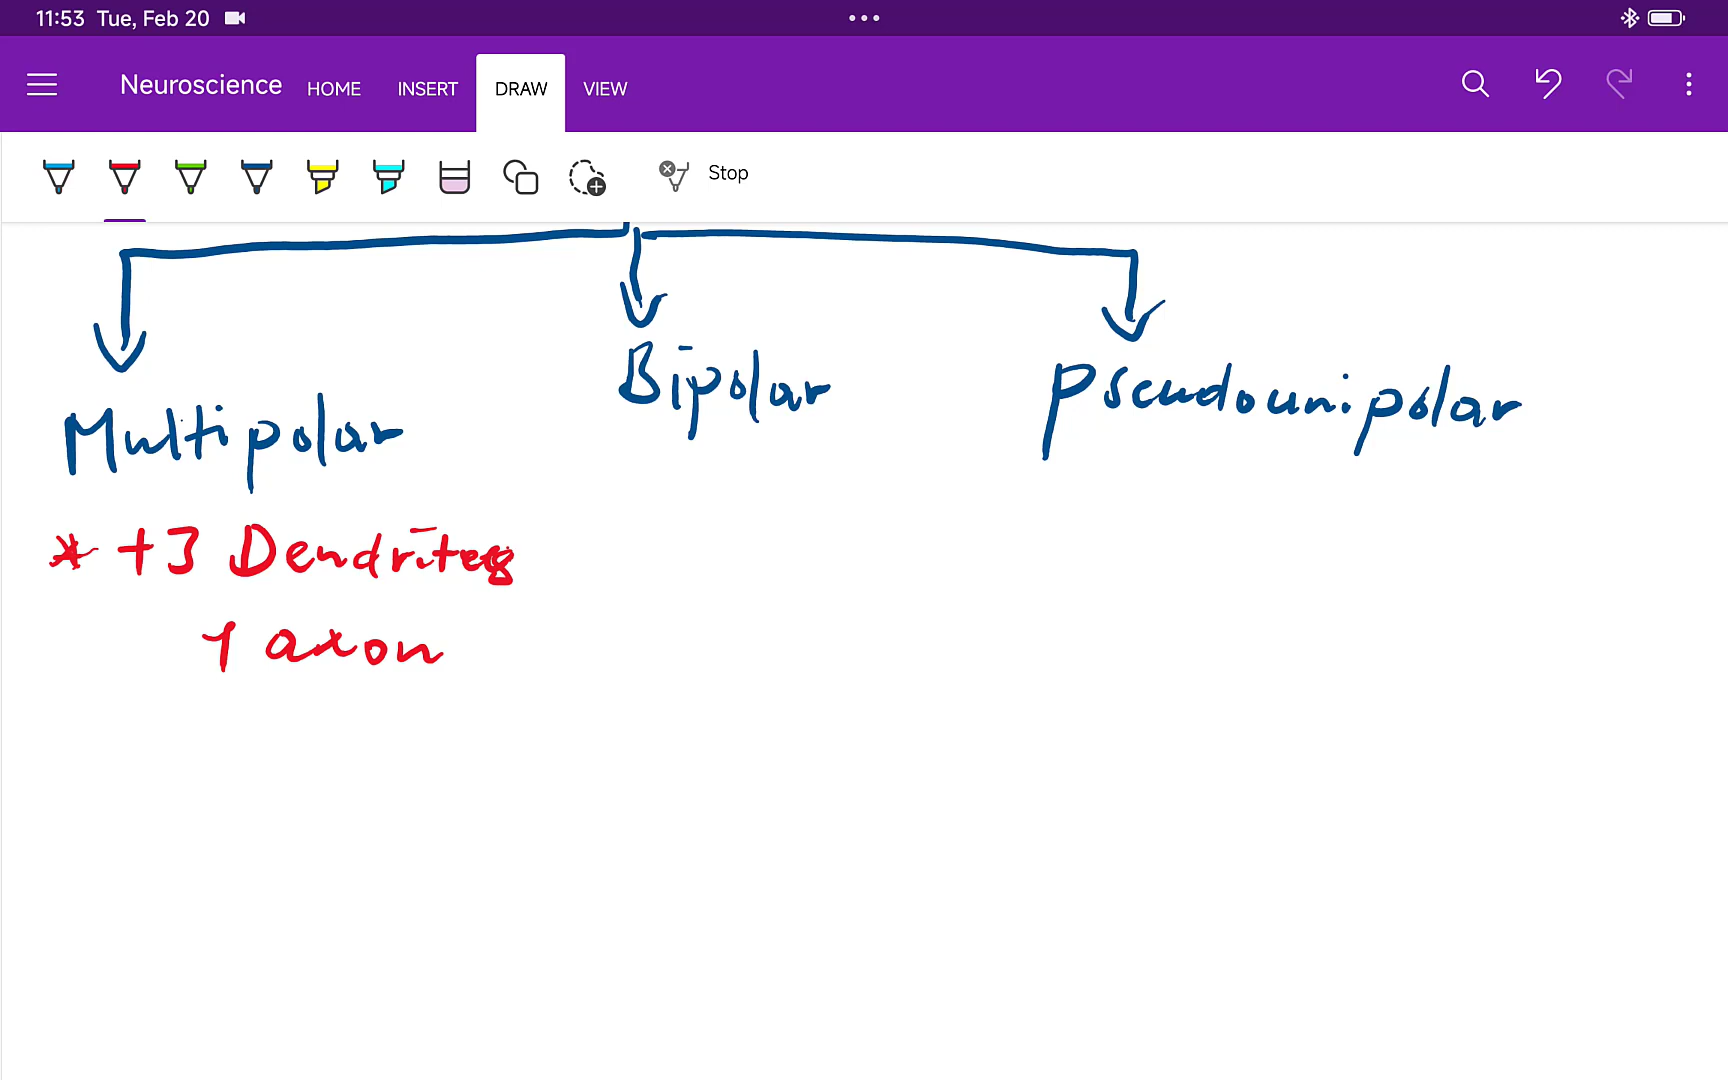 11:53 Tue, Feb 20
Neuroscience HOME INSERT DRAW VIEW
Stop
Multipolar Bipolar Pseudounipolar
* +3 Dendrites
1 axon